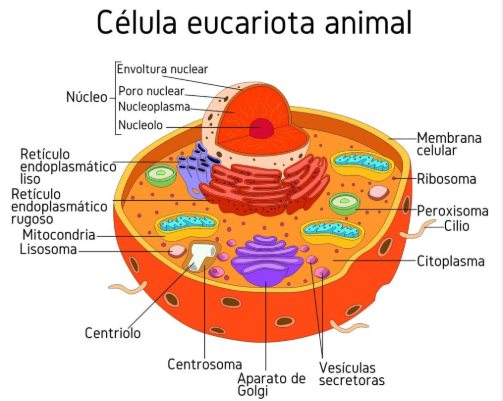 Célula eucariota animal
Envoltura nuclear
Núcleo
Poro nuclear
Nucleoplasma
Nucleolo
Retículo
endoplasmático
liso
Retículo
endoplasmático
rugoso
Mitocondria
Lisosoma
Centriolo
Centrosoma
Aparato de
Golgi
Vesículas
secretoras
Membrana
celular
Ribosoma
Peroxisoma
Cilio
Citoplasma